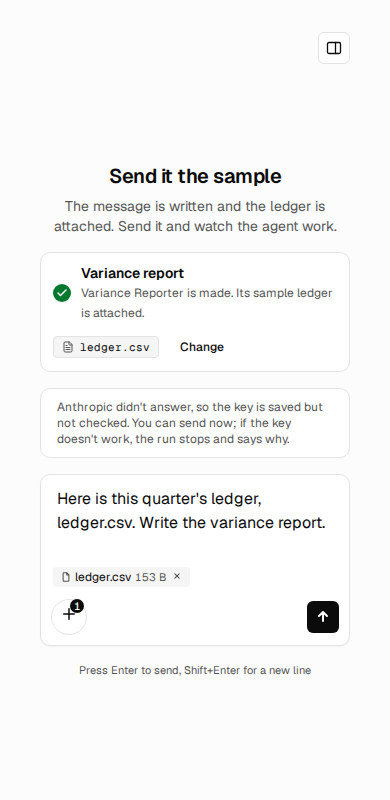 Send it the sample
The message is written and the ledger is
attached. Send it and watch the agent work.
Variance report
Variance Reporter is made. Its sample ledger
is attached.
ledger.csv
Change
Anthropic didn't answer, so the key is saved but
not checked. You can send now; if the key
doesn't work, the run stops and says why.
Here is this quarter's ledger,
ledger.csv. Write the variance report.
ledger.csv 153 B ×
1
Press Enter to send, Shift+Enter for a new line